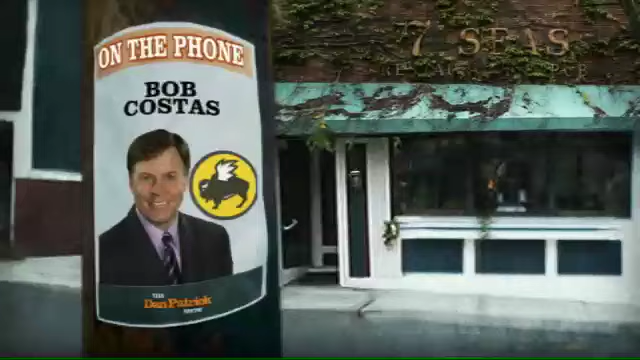 ON THE PHONE
BOB
COSTAS
THE
Dan Patrick
SHOW
7 SEAS